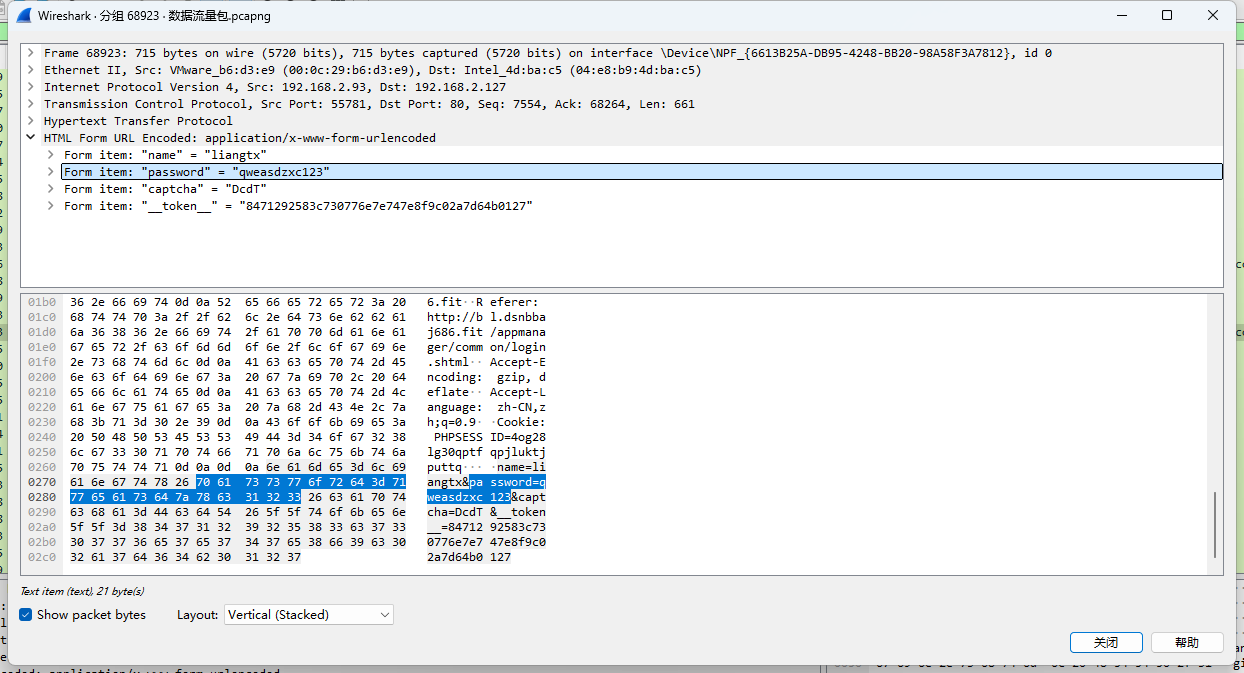 Wireshark · 分组 68923 · 数据流量包.pcapng
Frame 68923: 715 bytes on wire (5720 bits), 715 bytes captured (5720 bits) on interface \Device\NPF_{6613B25A-DB95-4248-BB20-98A58F3A7812}, id 0
Ethernet II, Src: VMware_b6:d3:e9 (00:0c:29:b6:d3:e9), Dst: Intel_4d:ba:c5 (04:e8:b9:4d:ba:c5)
Internet Protocol Version 4, Src: 192.168.2.93, Dst: 192.168.2.127
Transmission Control Protocol, Src Port: 55781, Dst Port: 80, Seq: 7554, Ack: 68264, Len: 661
Hypertext Transfer Protocol
HTML Form URL Encoded: application/x-www-form-urlencoded
Form item: "name" = "liangtx"
Form item: "password" = "qweasdzxc123"
Form item: "captcha" = "DcdT"
Form item: "__token__" = "8471292583c730776e7e747e8f9c02a7d64b0127"
01b0 36 2e 66 69 74 0d 0a 52 65 66 65 72 65 72 3a 20 6.fit··R eferer: 
01c0 68 74 74 70 3a 2f 2f 62 6c 2e 64 73 6e 62 62 61 http://b l.dsnbba
01d0 6a 36 38 36 2e 66 69 74 2f 61 70 70 6d 61 6e 61 j686.fit /appmana
01e0 67 65 72 2f 63 6f 6d 6d 6f 6e 2f 6c 6f 67 69 6e ger/comm on/login
01f0 2e 73 68 74 6d 6c 0d 0a 41 63 63 65 70 74 2d 45 .shtml·· Accept-E
0200 6e 63 6f 64 69 6e 67 3a 20 67 7a 69 70 2c 20 64 ncoding: gzip, d
0210 65 66 6c 61 74 65 0d 0a 41 63 63 65 70 74 2d 4c eflate·· Accept-L
0220 61 6e 67 75 61 67 65 3a 20 7a 68 2d 43 4e 2c 7a anguage: zh-CN,z
0230 68 3b 71 3d 30 2e 39 0d 0a 43 6f 6f 6b 69 65 3a h;q=0.9· ·Cookie:
0240 20 50 48 50 53 45 53 53 49 44 3d 34 6f 67 32 38 PHPSESS ID=4og28
0250 6c 67 33 30 71 70 74 66 71 70 6a 6c 75 6b 74 6a lg30qptf qpjluktj
0260 70 75 74 74 71 0d 0a 0d 0a 6e 61 6d 65 3d 6c 69 puttq··· ·name=li
0270 61 6e 67 74 78 26 70 61 73 73 77 6f 72 64 3d 71 angtx&pa ssword=q
0280 77 65 61 73 64 7a 78 63 31 32 33 26 63 61 70 74 weasdzxc 123&capt
0290 63 68 61 3d 44 63 64 54 26 5f 5f 74 6f 6b 65 6e cha=DcdT &__token
02a0 5f 5f 3d 38 34 37 31 32 39 32 35 38 33 63 37 33 __=84712 92583c73
02b0 30 37 37 36 65 37 65 37 34 37 65 38 66 39 63 30 0776e7e7 47e8f9c0
02c0 32 61 37 64 36 34 62 30 31 32 37 2a7d64b0 127
Text item (text), 21 byte(s)
Show packet bytes Layout: Vertical (Stacked)
关闭 帮助